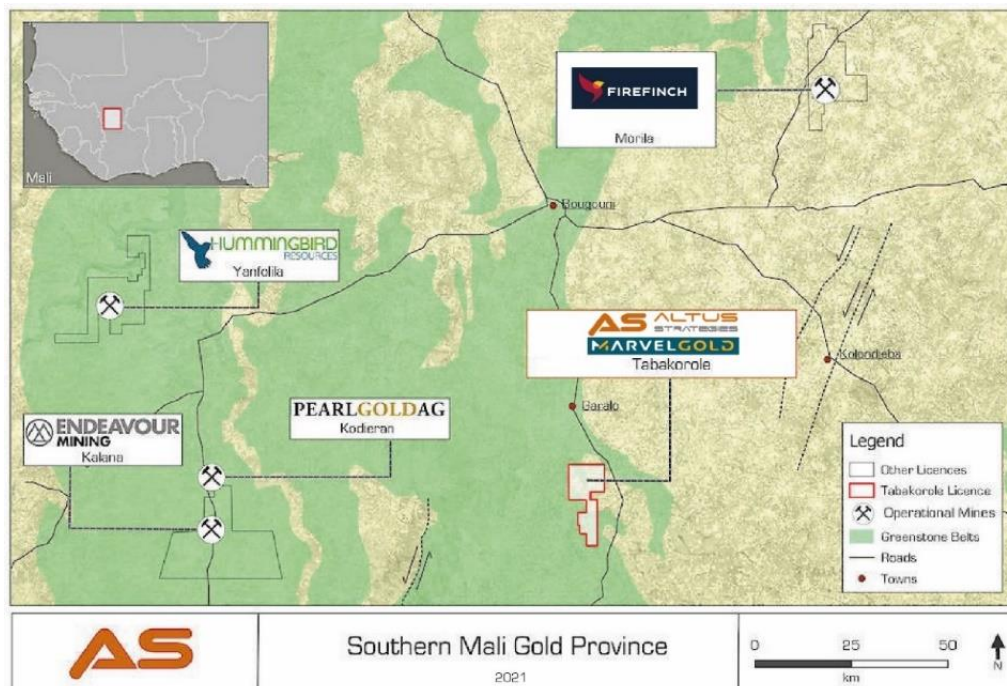 Mali
FIREFINCH
Morila
Bougouni
HUMMINGBIRD
RESOURCES
Yanfolila
AS ALTUS
STRATEGIES
MARVELGOLD
Tabakorole
Kolondieba
ENDEAVOUR
MINING
Kalana
PEARLGOLDAG
Kodieran
Garalo
Legend
Other Licences
Tabakorole Licence
Operational Mines
Greenstone Belts
Roads
Towns
AS
Southern Mali Gold Province
2021
0 25 50
km
N